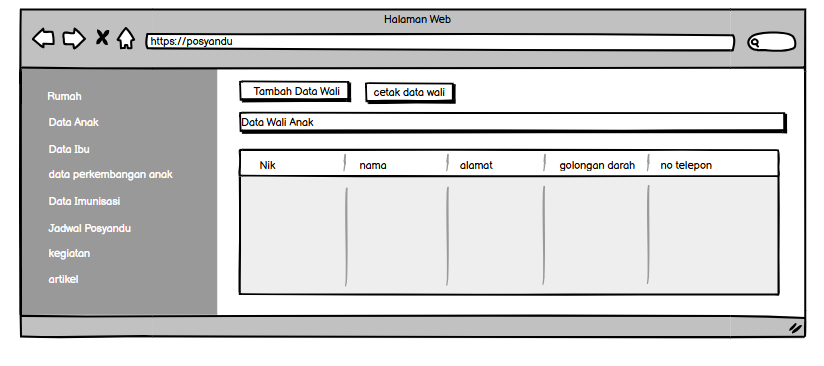 Halaman Web
https://posyandu
Rumah
Data Anak
Data Ibu
data perkembangan anak
Data Imunisasi
Jadwal Posyandu
kegiatan
artikel
Tambah Data Wali
cetak data wali
Data Wali Anak
Nik nama alamat golongan darah no telepon